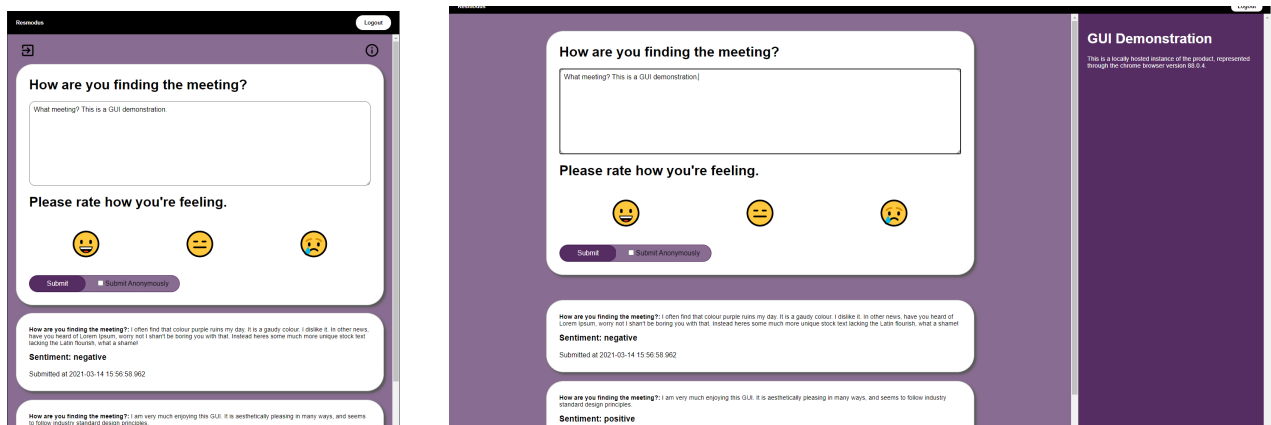 Resmodus
Logout
How are you finding the meeting?
What meeting? This is a GUI demonstration.
Please rate how you're feeling.
Submit
Submit Anonymously
How are you finding the meeting?: I often find that colour purple ruins my day. It is a gaudy colour. I dislike it. In other news,
have you heard of Lorem Ipsum, worry not I shan't be boring you with that. Instead heres some much more unique stock text
lacking the Latin flourish, what a shame!
Sentiment: negative
Submitted at 2021-03-14 15:56:58.962
How are you finding the meeting?: I am very much enjoying this GUI. It is aesthetically pleasing in many ways, and seems
to follow industry standard design principles.
Resmodus
Logout
How are you finding the meeting?
What meeting? This is a GUI demonstration.
Please rate how you're feeling.
Submit
Submit Anonymously
How are you finding the meeting?: I often find that colour purple ruins my day. It is a gaudy colour. I dislike it. In other news, have you heard of
Lorem Ipsum, worry not I shan't be boring you with that. Instead heres some much more unique stock text lacking the Latin flourish, what a shame!
Sentiment: negative
Submitted at 2021-03-14 15:56:58.962
How are you finding the meeting?: I am very much enjoying this GUI. It is aesthetically pleasing in many ways, and seems to follow industry
standard design principles.
Sentiment: positive
GUI Demonstration
This is a locally hosted instance of the product, represented
through the chrome browser version 88.0.4.